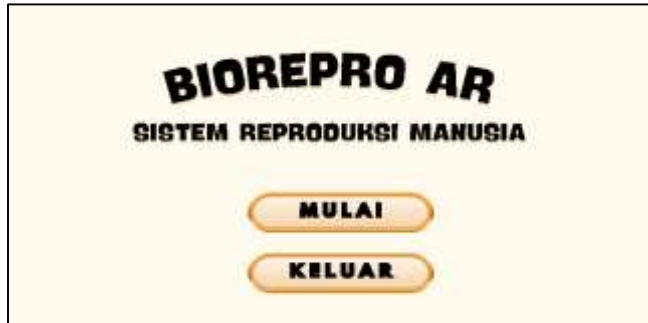 BIOREPRO AR
SISTEM REPRODUKSI MANUSIA
MULAI
KELUAR